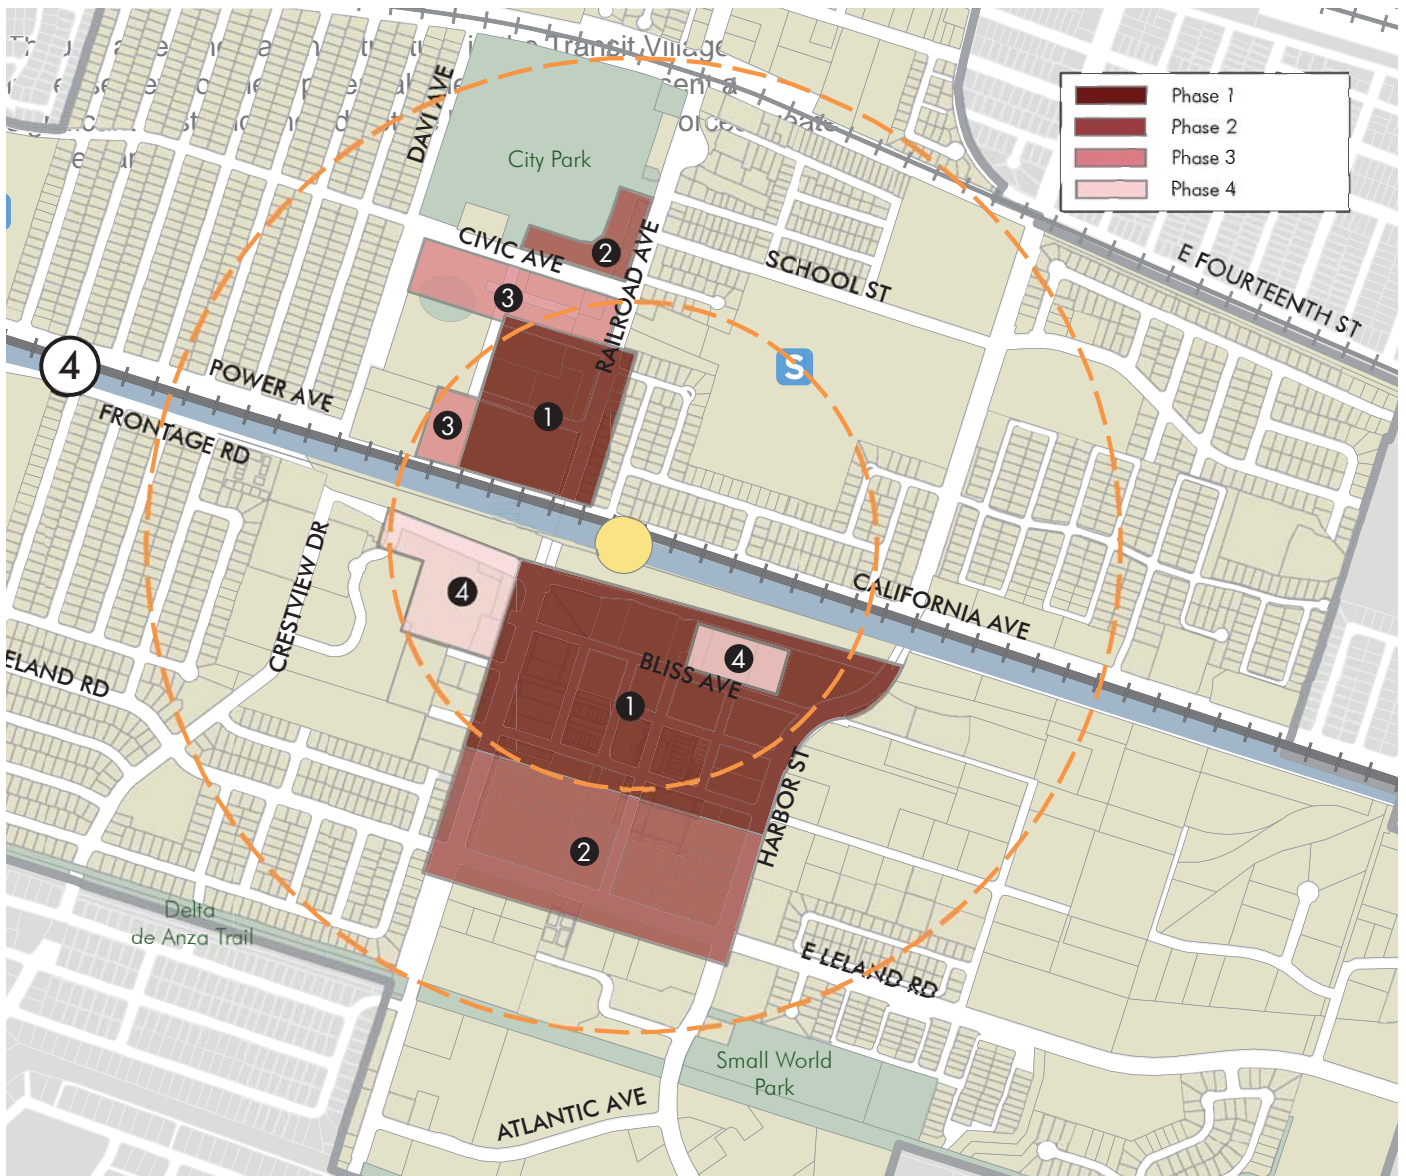 Transit Village
Phase 1
Phase 2
Phase 3
Phase 4
DAVI AVE
City Park
CIVIC AVE
2
RAILROAD AVE
SCHOOL ST
E FOURTEENTH ST
3
S
4
POWER AVE
FRONTAGE RD
3
1
CRESTVIEW DR
4
CALIFORNIA AVE
BLISS AVE
4
1
ELAND RD
HARBOR ST
2
Delta
de Anza Trail
E LELAND RD
Small World
Park
ATLANTIC AVE